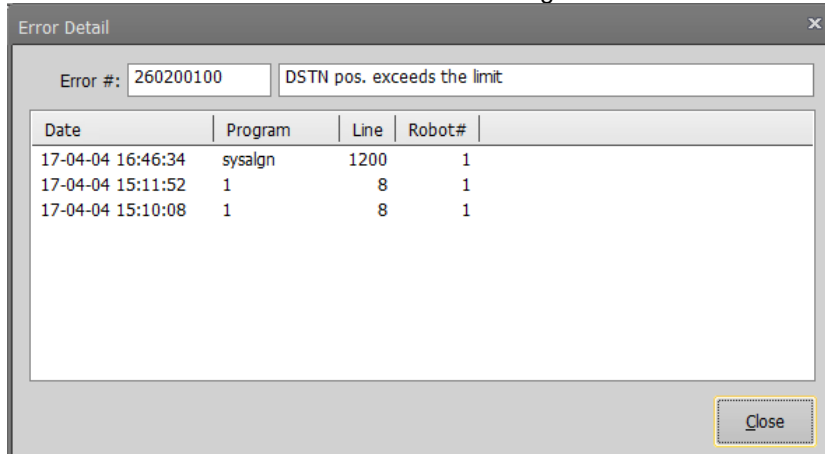 Error Detail
Error #: 260200100 DSTN pos. exceeds the limit
Date Program Line Robot#
17-04-04 16:46:34 sysalgn 1200 1
17-04-04 15:11:52 1 8 1
17-04-04 15:10:08 1 8 1
Close